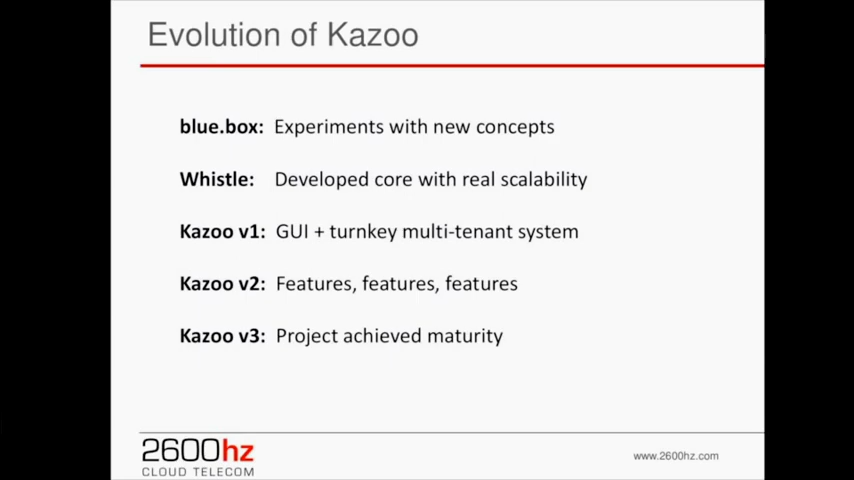 Evolution of Kazoo
blue.box: Experiments with new concepts
Whistle: Developed core with real scalability
Kazoo v1: GUI + turnkey multi-tenant system
Kazoo v2: Features, features, features
Kazoo v3: Project achieved maturity
2600hz
CLOUD TELECOM
www.2600hz.com